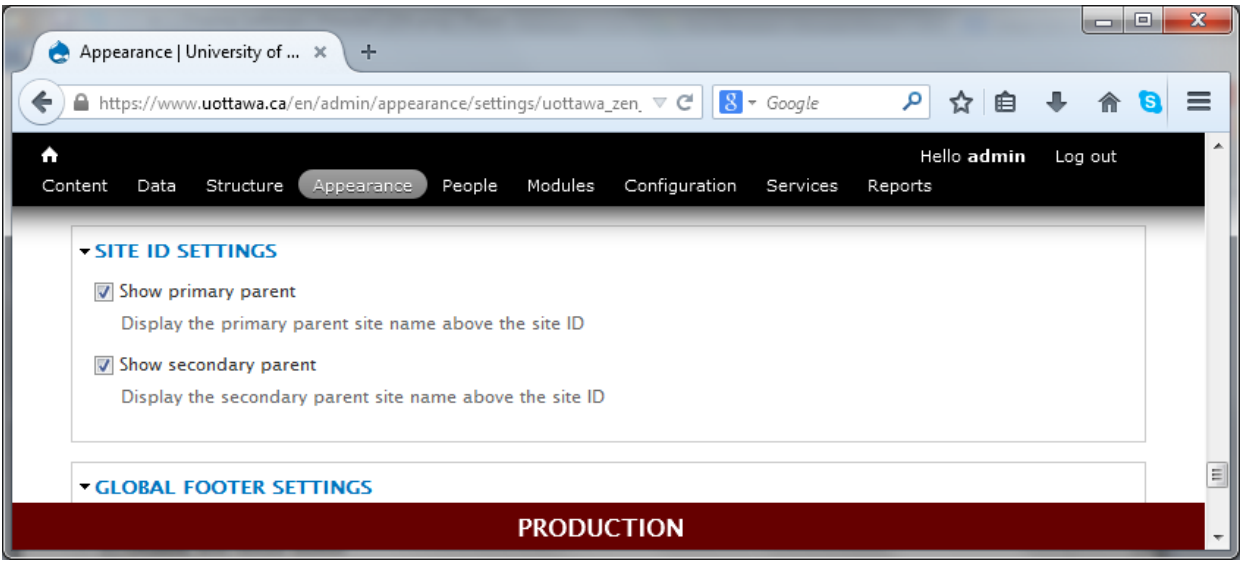 Appearance | University of ...
https://www.uottawa.ca/en/admin/appearance/settings/uottawa_zen_
8 Google
S
Hello admin Log out
Content Data Structure Appearance People Modules Configuration Services Reports
SITE ID SETTINGS
Show primary parent
Display the primary parent site name above the site ID
Show secondary parent
Display the secondary parent site name above the site ID
GLOBAL FOOTER SETTINGS
PRODUCTION